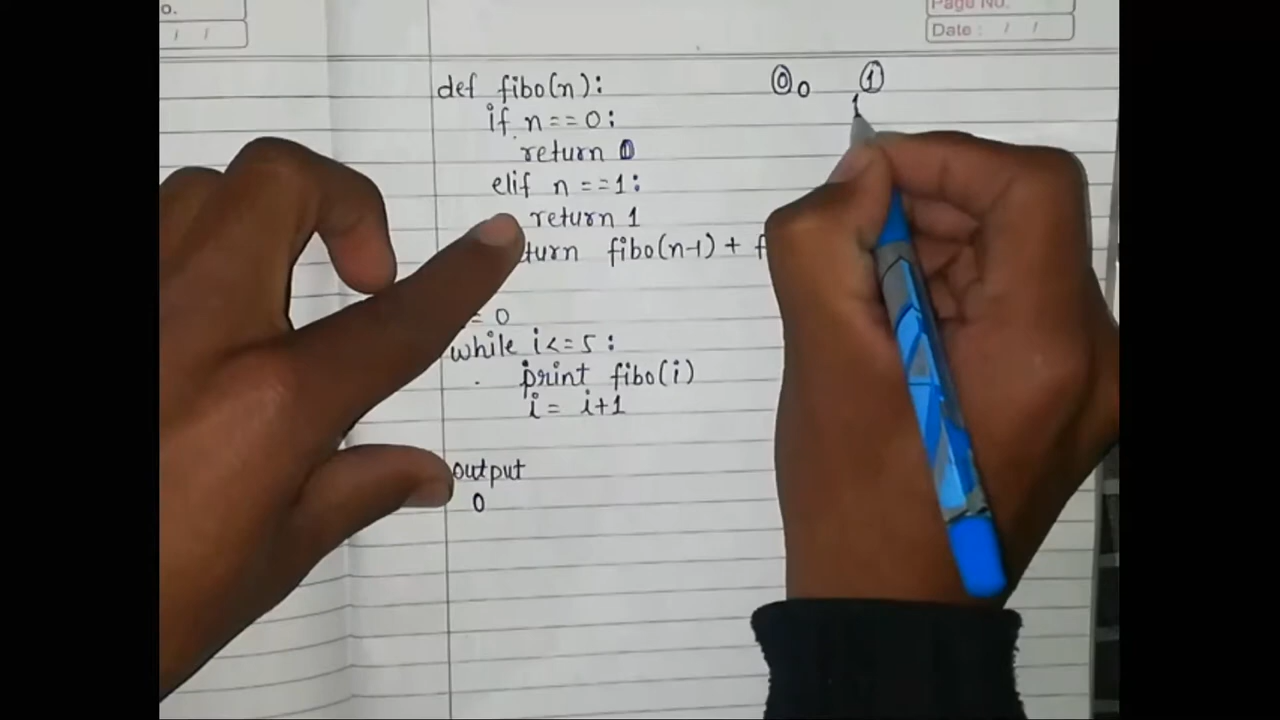 o.
/ /
Page No.
Date : / /
def fibo(n):
if n == 0:
return 0
elif n == 1:
return 1
fibo(n-1) +
= 0
while i <= 5 :
print fibo(i)
i = i+1
output
0
0 0 1
1